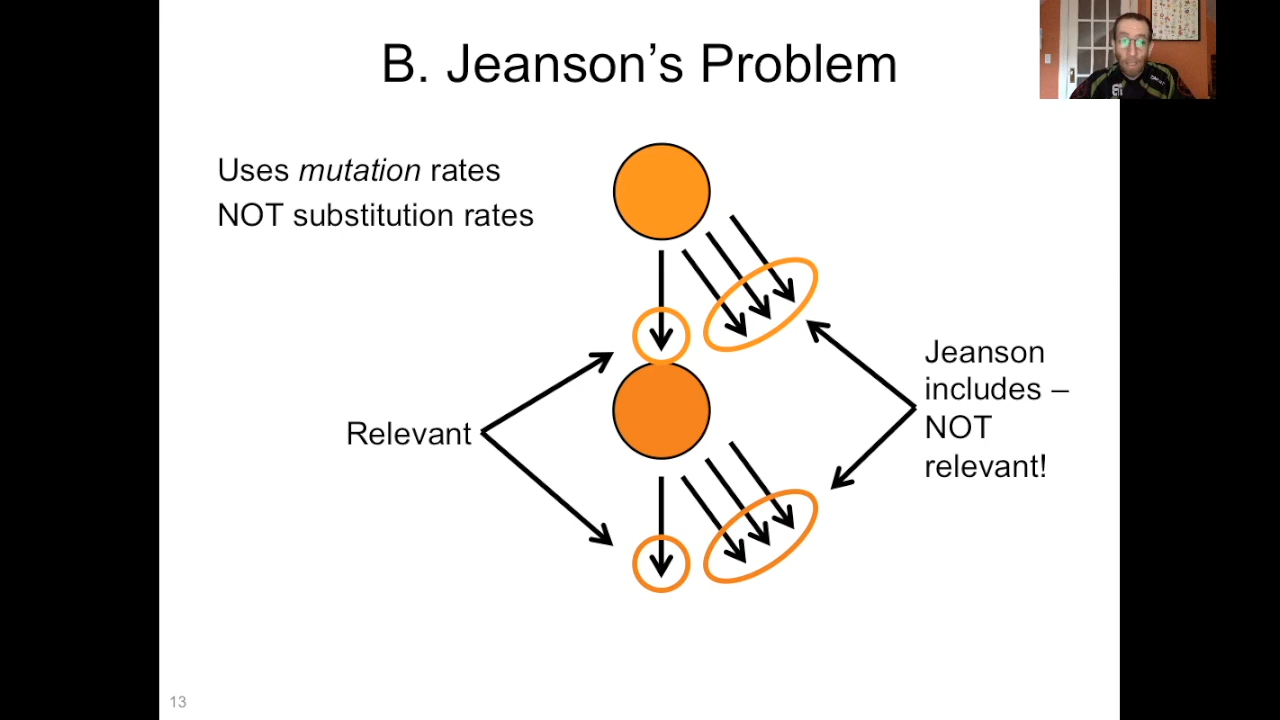 B. Jeanson's Problem
Uses mutation rates
NOT substitution rates
Relevant
Jeanson
includes –
NOT
relevant!
13